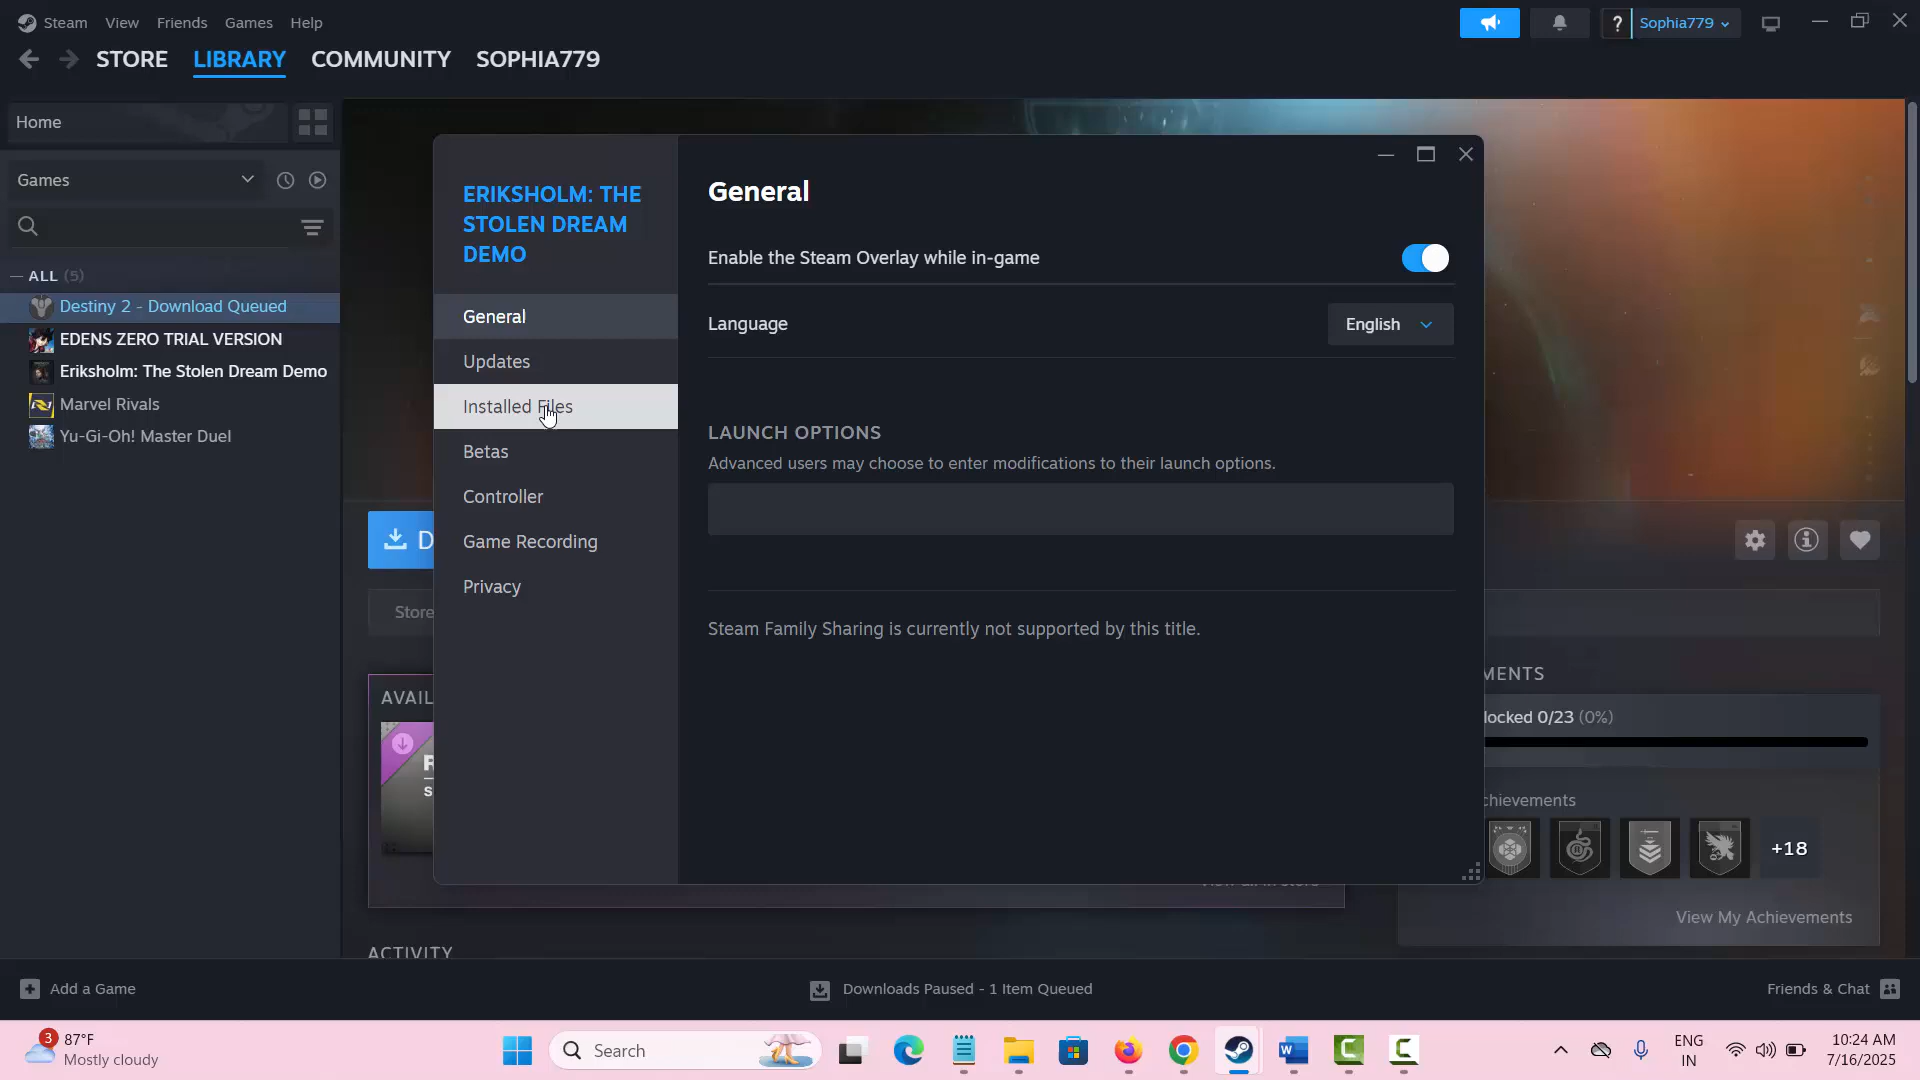 Steam View Friends Games Help
Sophia779
STORE LIBRARY COMMUNITY SOPHIA779
Home
Games
ALL (5)
Destiny 2 - Download Queued
EDENS ZERO TRIAL VERSION
Eriksholm: The Stolen Dream Demo
Marvel Rivals
Yu-Gi-Oh! Master Duel
ERIKSHOLM: THE
STOLEN DREAM
DEMO
General
Updates
Installed Files
Betas
Controller
Game Recording
Privacy
General
Enable the Steam Overlay while in-game
Language English
LAUNCH OPTIONS
Advanced users may choose to enter modifications to their launch options.
Steam Family Sharing is currently not supported by this title.
D
Store
AVAIL
R
S
MENTS
locked 0/23 (0%)
chievements
+18
View My Achievements
ACTIVITY
Add a Game
Downloads Paused - 1 Item Queued
Friends & Chat
3
87°F
Mostly cloudy
Search
ENG
IN
10:24 AM
7/16/2025